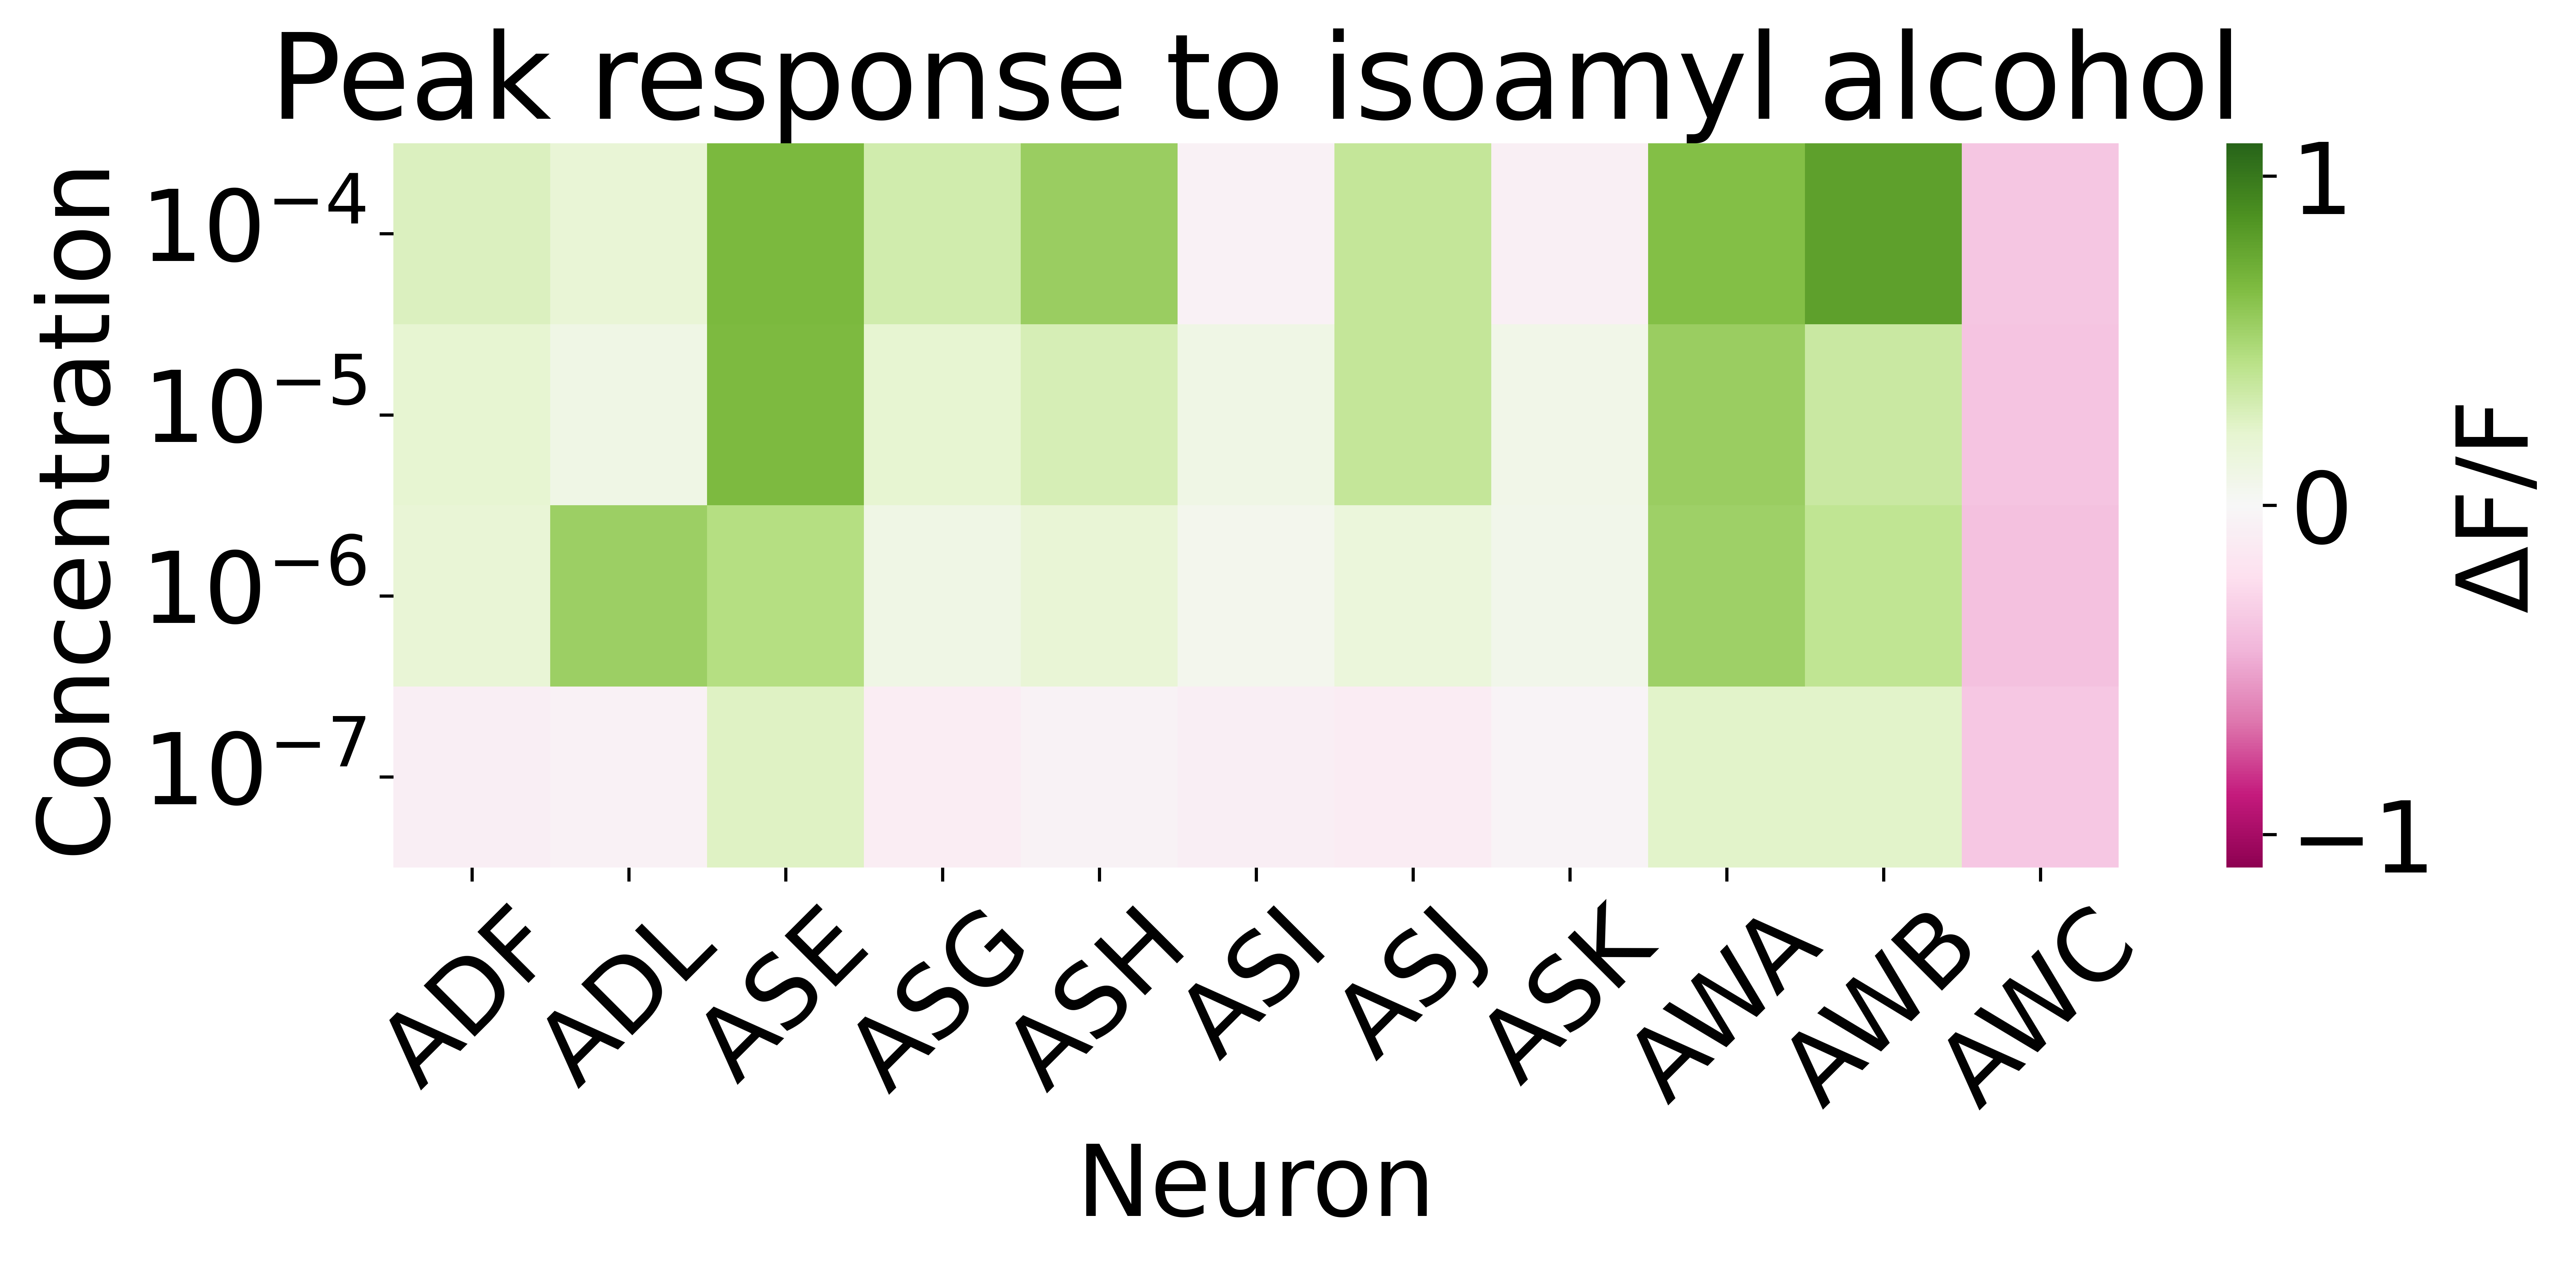 Peak response to isoamyl alcohol
Concentration
10⁻⁴
10⁻⁵
10⁻⁶
10⁻⁷
ADF ADL ASE ASG ASH ASI ASJ ASK AWA AWB AWC
Neuron
1
0
−1
ΔF/F